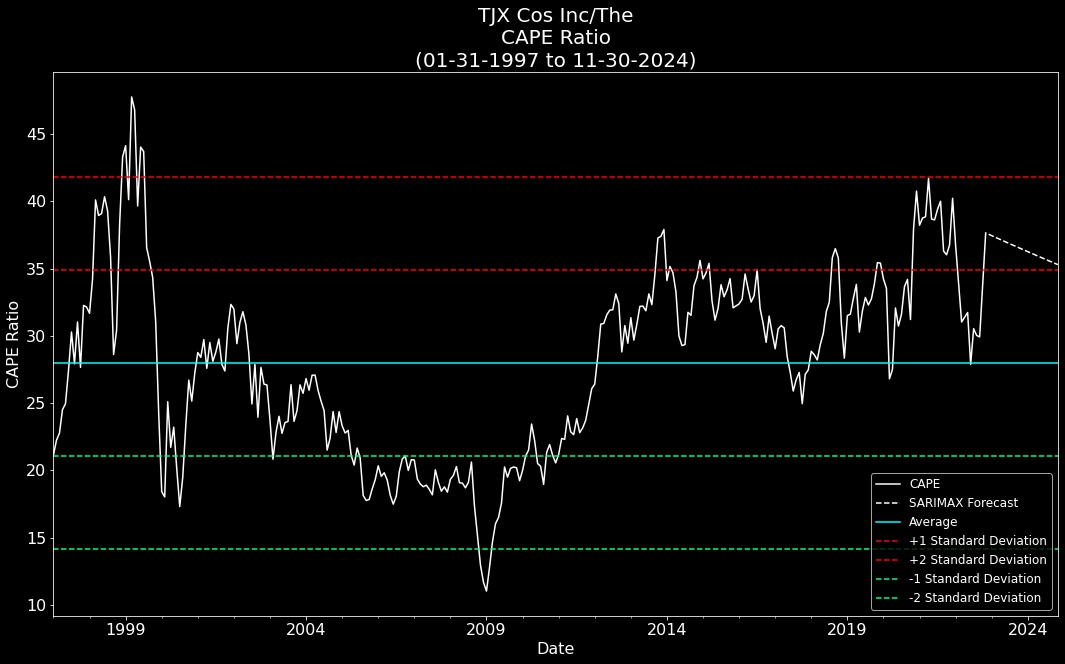 TJX Cos Inc/The
CAPE Ratio
(01-31-1997 to 11-30-2024)
CAPE Ratio
45
40
35
30
25
20
15
10
1999
2004
2009
2014
2019
2024
Date
CAPE
SARIMAX Forecast
Average
+1 Standard Deviation
+2 Standard Deviation
-1 Standard Deviation
-2 Standard Deviation